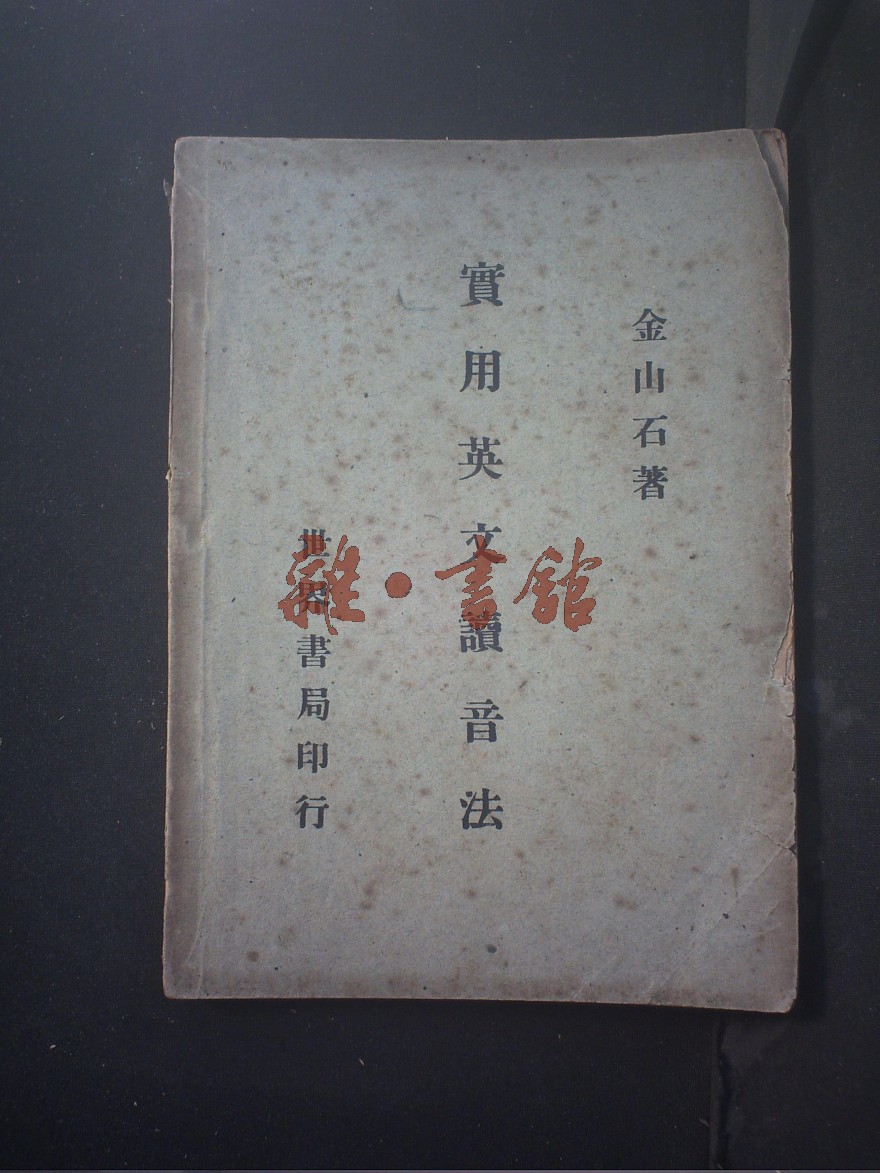 金山石著
實用英文讀音法
世界書局印行
雜·書館